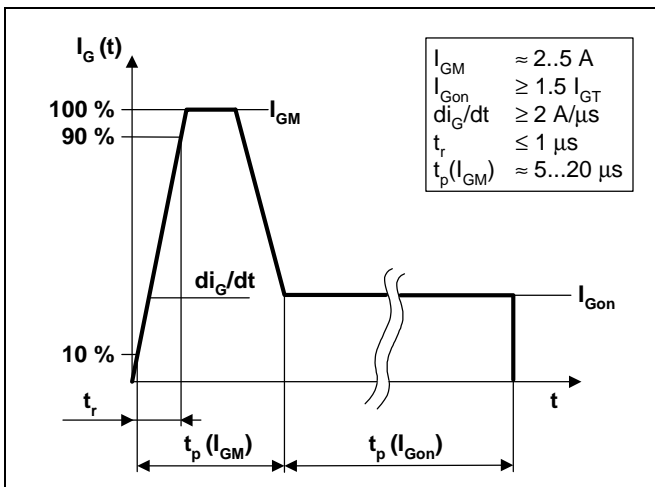 I_G (t)
100 %
90 %
10 %
I_GM
di_G/dt
I_Gon
t
t_r
t_p (I_GM)
t_p (I_Gon)
I_GM ≈ 2..5 A
I_Gon ≥ 1.5 I_GT
di_G/dt ≥ 2 A/μs
t_r ≤ 1 μs
t_p(I_GM) ≈ 5...20 μs